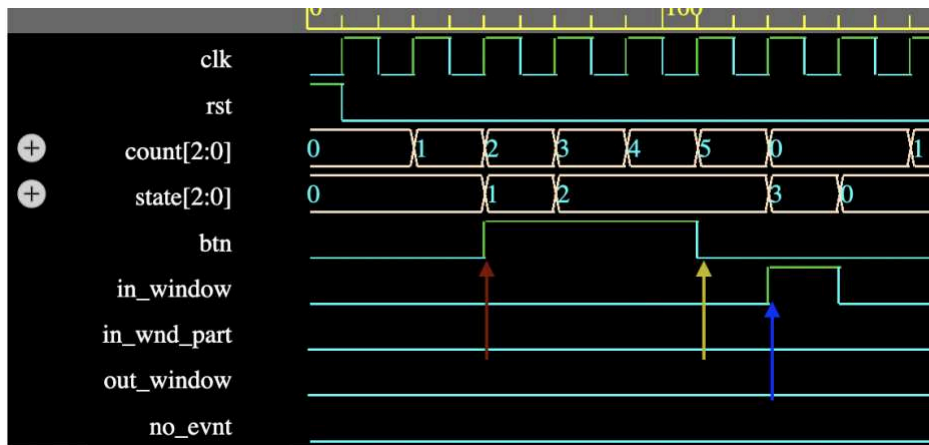 0 100
clk
rst
count[2:0] 0 1 2 3 4 5 0 1
state[2:0] 0 1 2 3 0
btn
in_window
in_wnd_part
out_window
no_evnt